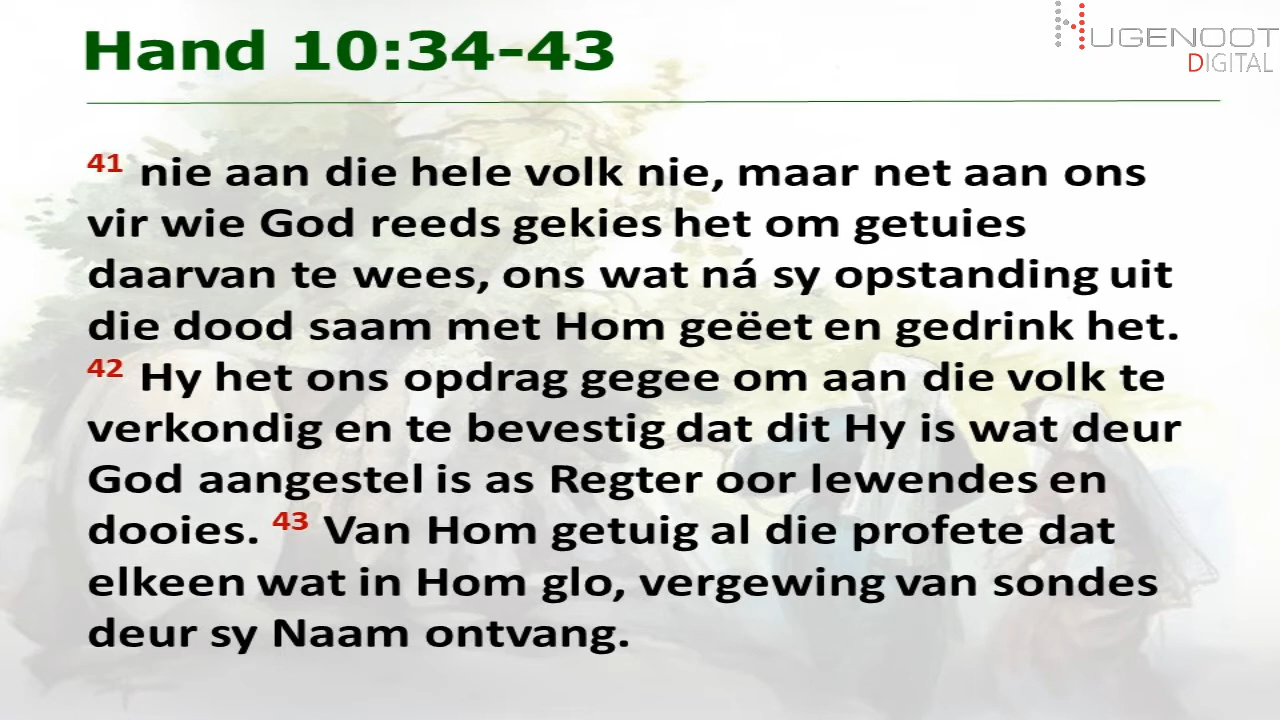 Hand 10:34-43
HUGENOOT
DIGITAL
41 nie aan die hele volk nie, maar net aan ons
vir wie God reeds gekies het om getuies
daarvan te wees, ons wat ná sy opstanding uit
die dood saam met Hom geëet en gedrink het.
42 Hy het ons opdrag gegee om aan die volk te
verkondig en te bevestig dat dit Hy is wat deur
God aangestel is as Regter oor lewendes en
dooies. 43 Van Hom getuig al die profete dat
elkeen wat in Hom glo, vergewing van sondes
deur sy Naam ontvang.